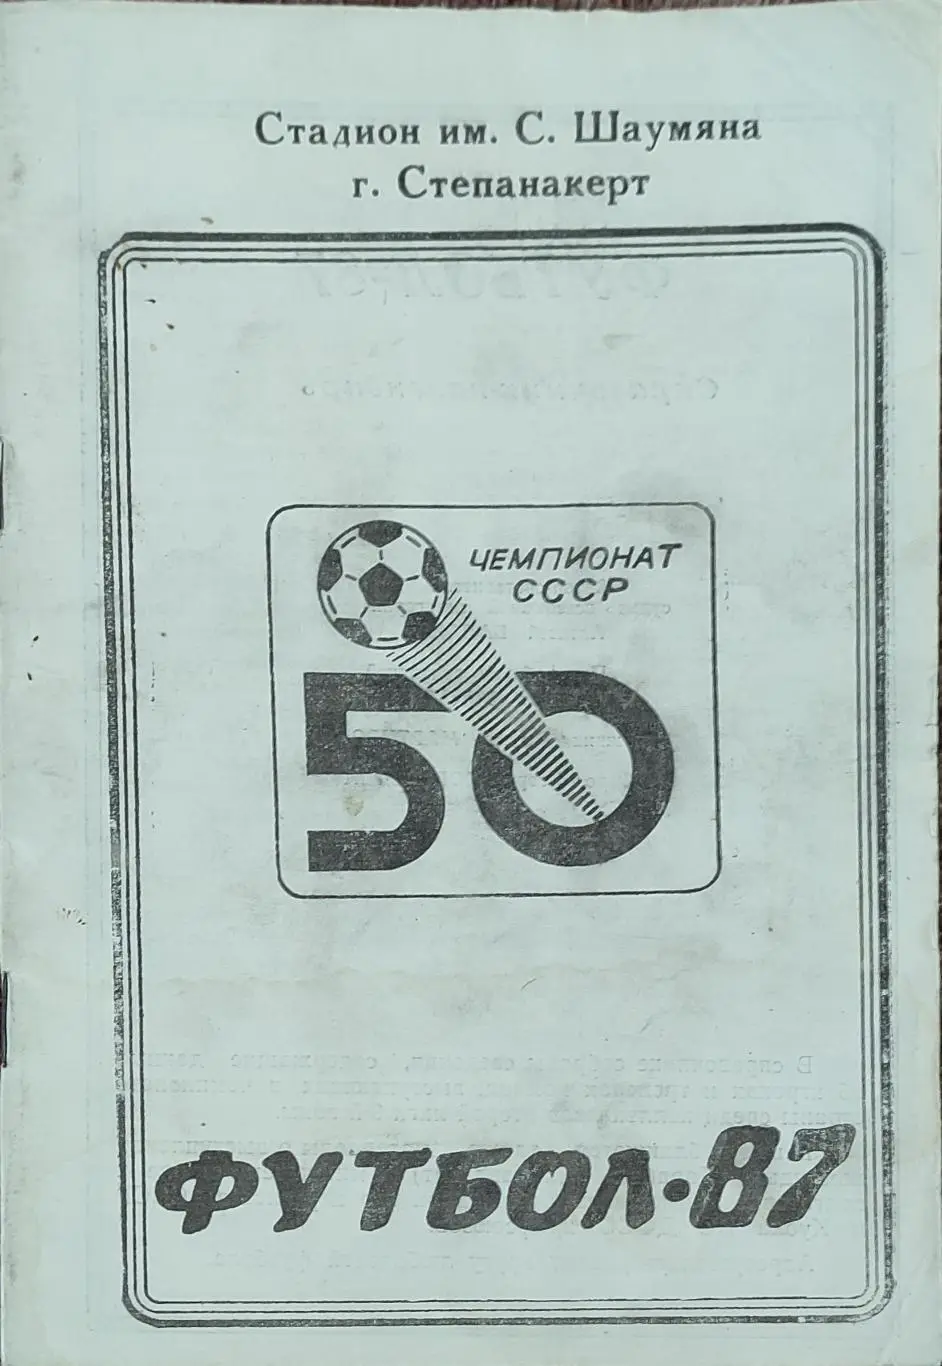 Стадион им. С. Шаумяна
г. Степанакерт
ЧЕМПИОНАТ
СССР
50
ФУТБОЛ·87